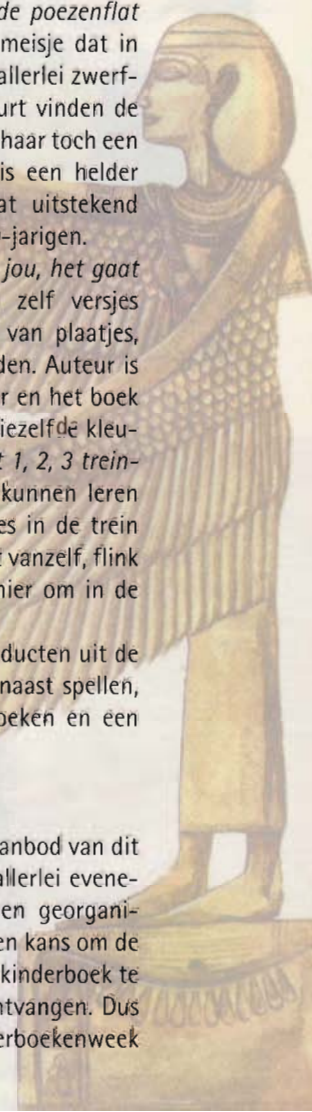 de poezenflat
meisje dat in
allerlei zwerf-
urt vinden de
haar toch een
is een helder
at uitstekend
-jarigen.
jou, het gaat
zelf versjes
van plaatjes,
den. Auteur is
r en het boek
iezelfde kleu-
t 1, 2, 3 trein-
kunnen leren
es in de trein
t vanzelf, flink
nier om in de
ducten uit de
naast spellen,
oeken en een
anbod van dit
allerlei evene-
en georgani-
en kans om de
kinderboek te
ntvangen. Dus
erboekenweek